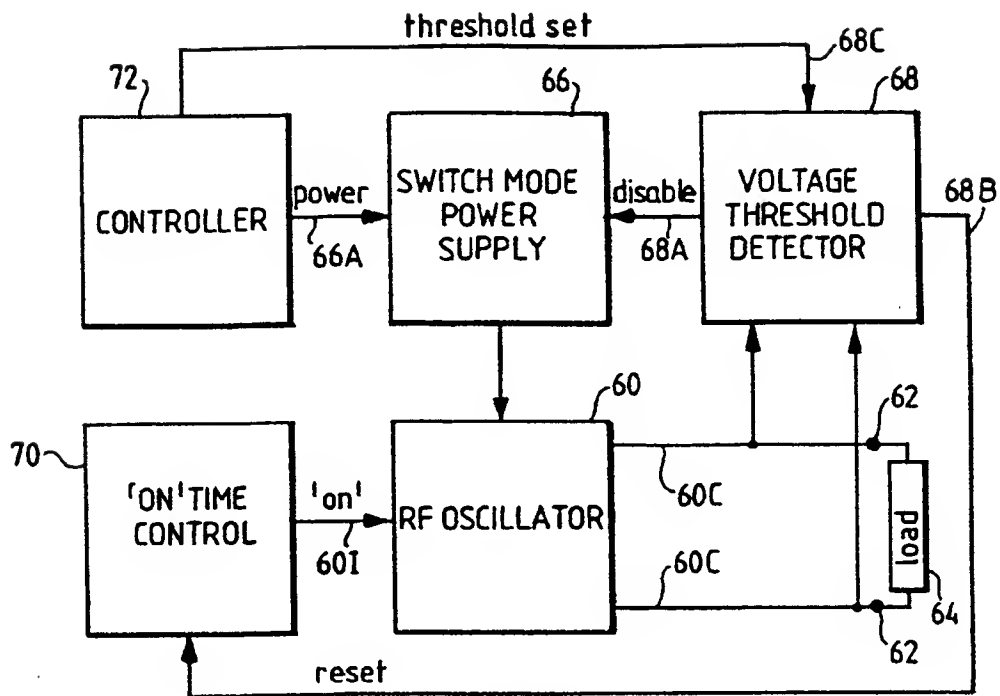 threshold set
68C
72
66
68
CONTROLLER
power
66A
SWITCH MODE
POWER
SUPPLY
disable
68A
VOLTAGE
THRESHOLD
DETECTOR
68B
60
62
70
'ON' TIME
CONTROL
'on'
60I
RF OSCILLATOR
60C
60C
load
64
62
reset